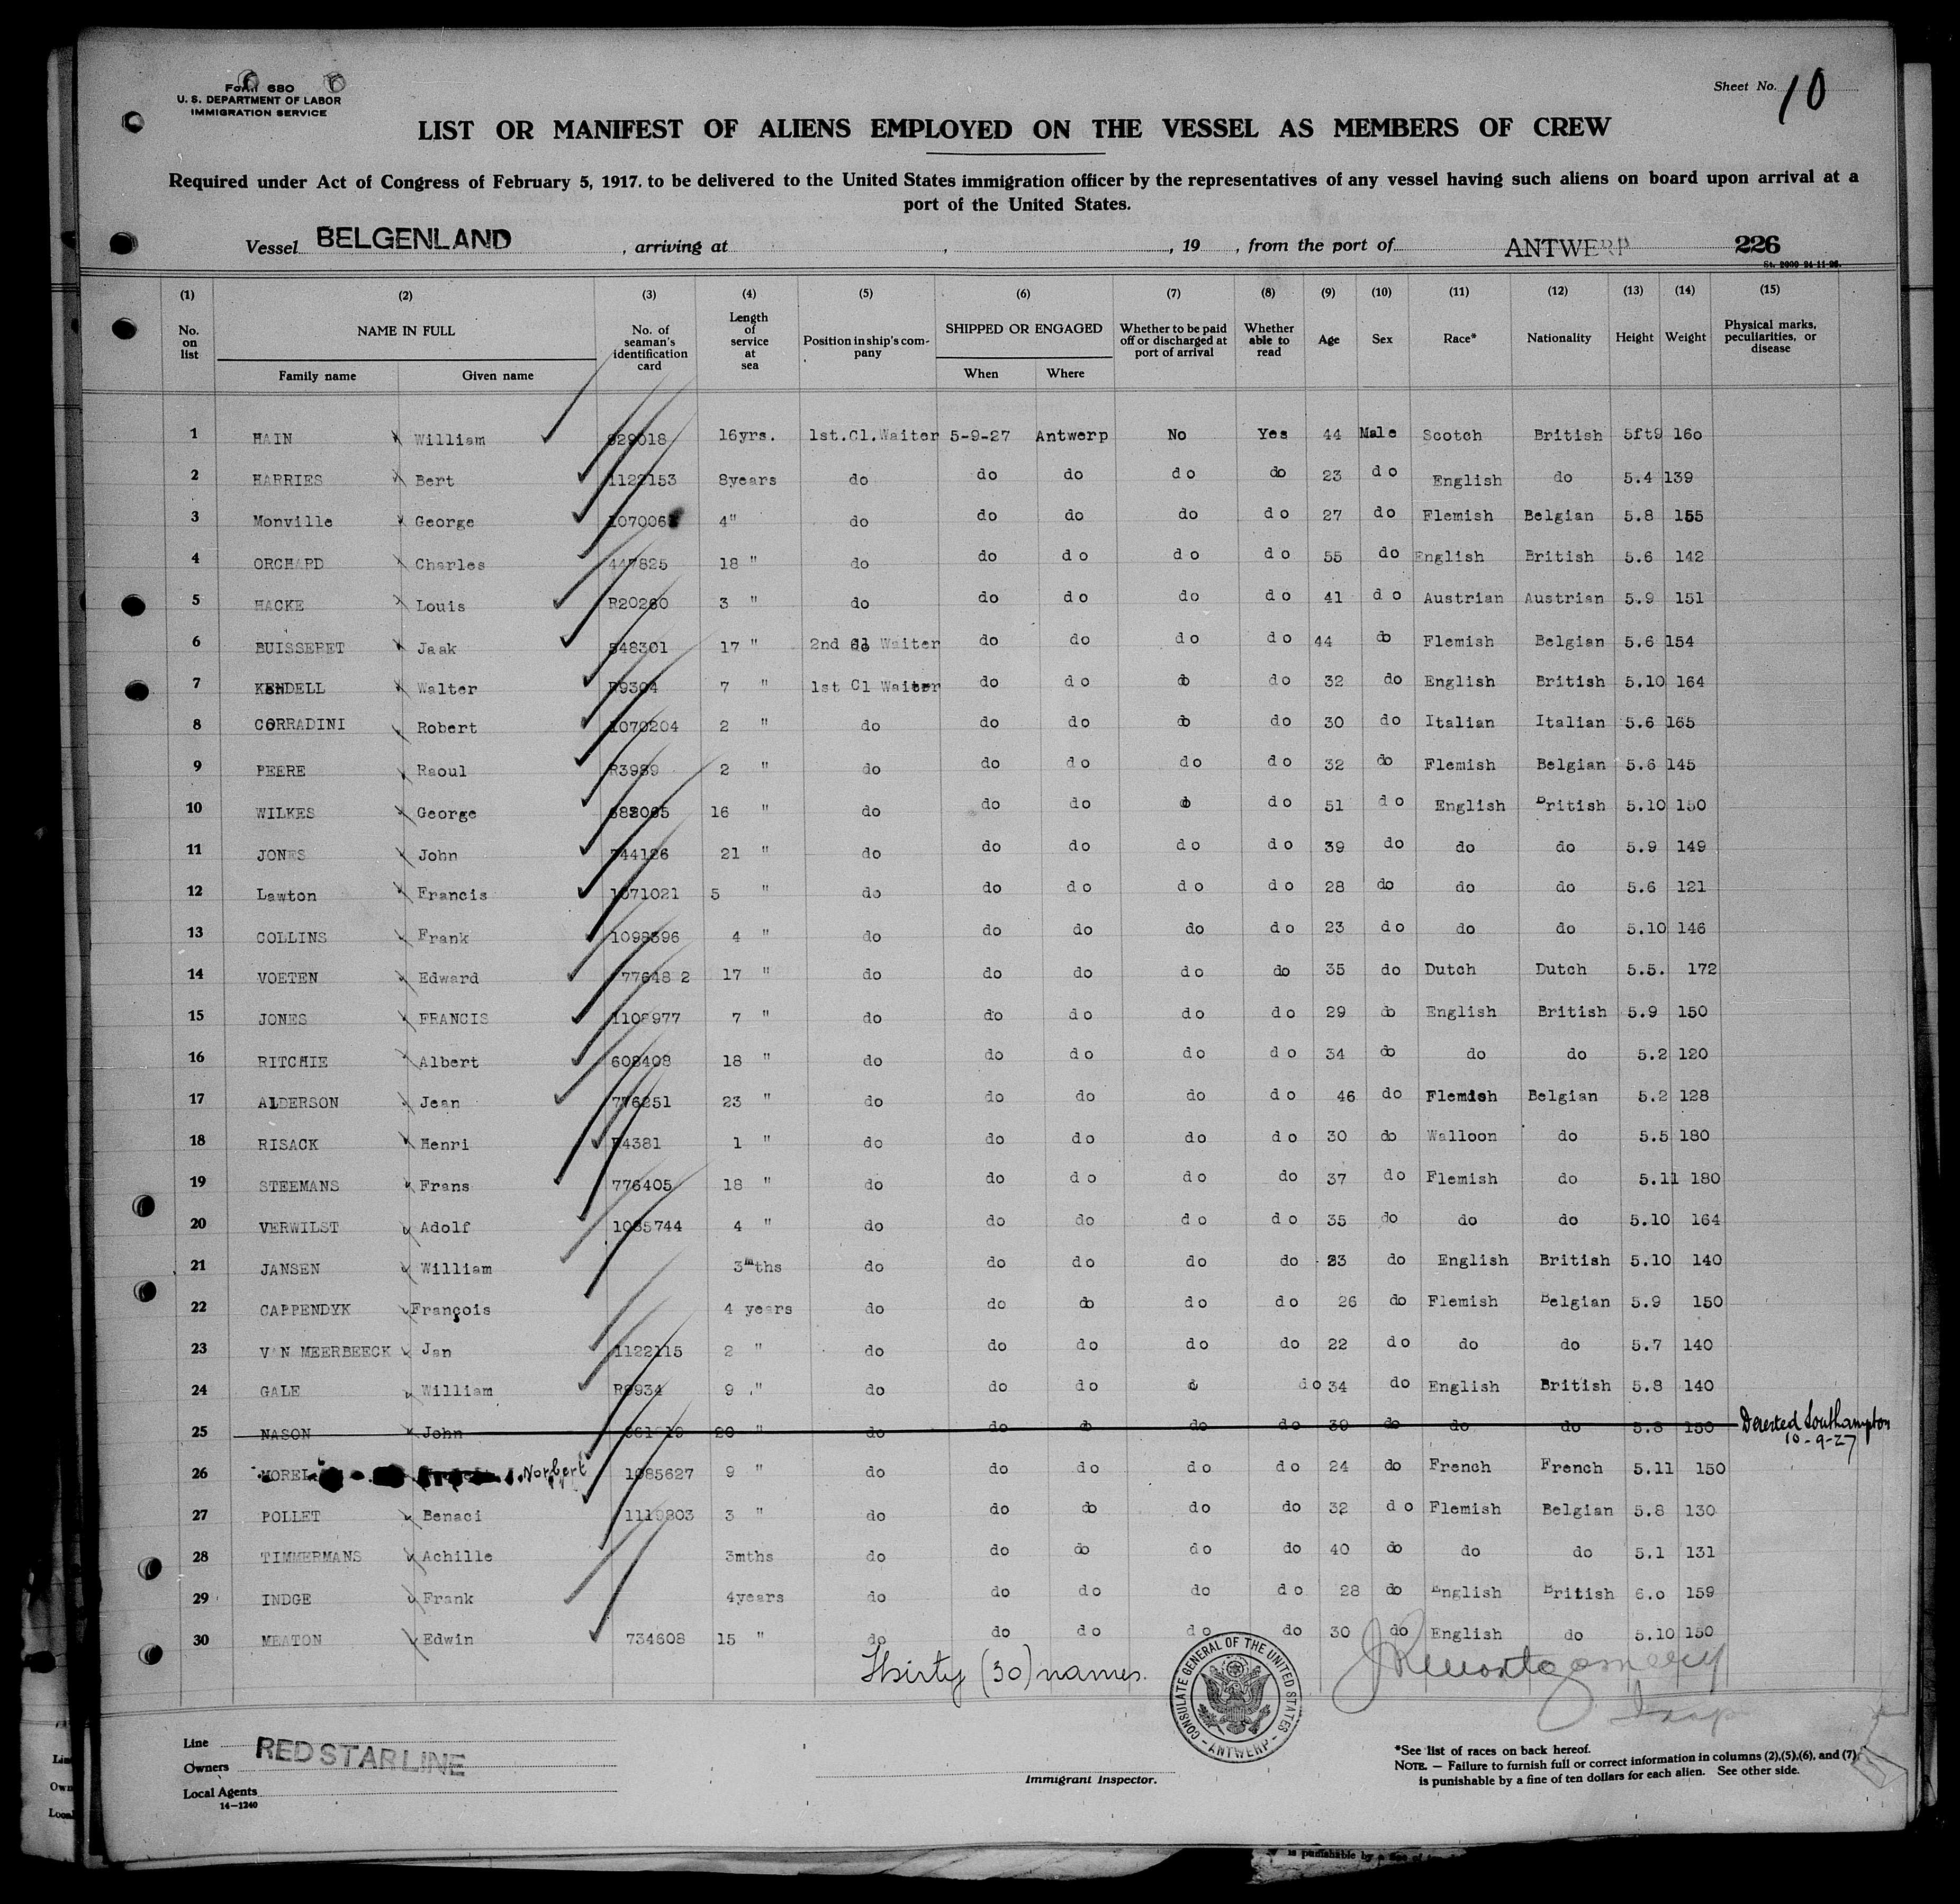 Form 680
U. S. DEPARTMENT OF LABOR
IMMIGRATION SERVICE
Sheet No. 10
LIST OR MANIFEST OF ALIENS EMPLOYED ON THE VESSEL AS MEMBERS OF CREW
Required under Act of Congress of February 5, 1917. to be delivered to the United States immigration officer by the representatives of any vessel having such aliens on board upon arrival at a
port of the United States.
Vessel BELGENLAND , arriving at , , 19 , from the port of ANTWERP 226
St. 2000 24-11-26.
(1) (2) (3) (4) (5) (6) (7) (8) (9) (10) (11) (12) (13) (14) (15)
No. on list NAME IN FULL No. of seaman's identification card Length of service at sea Position in ship's company SHIPPED OR ENGAGED Whether to be paid off or discharged at port of arrival Whether able to read Age Sex Race* Nationality Height Weight Physical marks, peculiarities, or disease
Family name Given name When Where
1 HAIN William 929018 16yrs. 1st.Cl.Waiter 5-9-27 Antwerp No Yes 44 Male Scotch British 5ft9 16o
2 HARRIES Bert 1122153 8years do do do do do 23 do English do 5.4 139
3 Monville George 4" do do do do do 27 do Flemish Belgian 5.8 155
4 ORCHARD Charles 447825 18 " do do do do do 55 do English British 5.6 142
5 HACKE Louis R20260 3 " do do do do do 41 do Austrian Austrian 5.9 151
6 BUISSERET Jaak 548301 17 " 2nd Cl Waiter do do do do 44 do Flemish Belgian 5.6 154
7 KENDELL Walter R9304 7 " 1st Cl Waiter do do do do 32 do English British 5.10 164
8 CORRADINI Robert 1070204 2 " do do do do do 30 do Italian Italian 5.6 165
9 PEERE Raoul R3989 2 " do do do do do 32 do Flemish Belgian 5.6 145
10 WILKES George 16 " do do do do do 51 do English British 5.10 150
11 JONES John 744126 21 " do do do do do 39 do do do 5.9 149
12 Lawton Francis 1071021 5 " do do do do do 28 do do do 5.6 121
13 COLLINS Frank 1098396 4 " do do do do do 23 do do do 5.10 146
14 VOETEN Edward 77648 2 17 " do do do do do 35 do Dutch Dutch 5.5. 172
15 JONES FRANCIS 1108977 7 " do do do do do 29 do English British 5.9 150
16 RITCHIE Albert 608408 18 " do do do do do 34 do do do 5.2 120
17 ALDERSON Jean 776251 23 " do do do do do 46 do Flemish Belgian 5.2 128
18 RISACK Henri R4381 1 " do do do do do 30 do Walloon do 5.5 180
19 STEEMANS Frans 776405 18 " do do do do do 37 do Flemish do 5.11 180
20 VERWILST Adolf 1085744 4 " do do do do do 35 do do do 5.10 164
21 JANSEN William 3mths do do do do do 23 do English British 5.10 140
22 CAPPENDYK François 4 years do do do do do 26 do Flemish Belgian 5.9 150
23 V N MEERBEECK Jan 1122115 2 " do do do do do 22 do do do 5.7 140
24 GALE William R9934 9 " do do do do do 34 do English British 5.8 140
25 NASON John 20 " do do do do do 39 do do do 5.8 150 Deserted Southampton
10-9-27
26 MOREL Norbert 1085627 9 " do do do do do 24 do French French 5.11 150
27 POLLET Benaci 3 " do do do do do 32 do Flemish Belgian 5.8 130
28 TIMMERMANS Achille 3mths do do do do do 40 do do do 5.1 131
29 INDGE Frank 4years do do do do do 28 do English British 6.o 159
30 MEATON Edwin 734608 15 " do do do do do 30 do English do 5.10 150
Thirty (30) names.
CONSULATE GENERAL OF THE UNITED STATES
- ANTWERP -
JRMontgomery
Insp
Line
Owners RED STAR LINE
Local Agents
14-1240
Immigrant Inspector.
*See list of races on back hereof.
NOTE. — Failure to furnish full or correct information in columns (2),(5),(6), and (7)
is punishable by a fine of ten dollars for each alien. See other side.